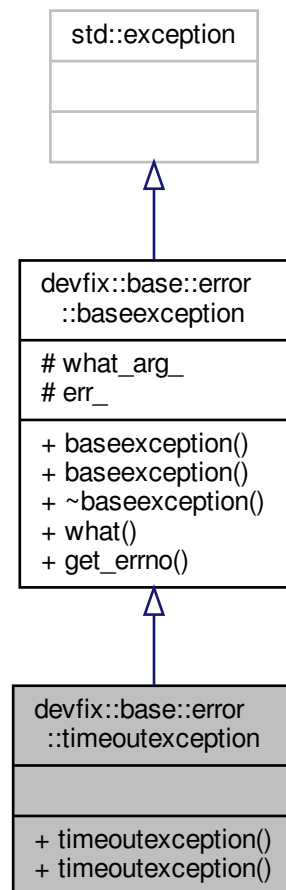 std::exception
devfix::base::error
::baseexception
# what_arg_
# err_
+ baseexception()
+ baseexception()
+ ~baseexception()
+ what()
+ get_errno()
devfix::base::error
::timeoutexception
+ timeoutexception()
+ timeoutexception()